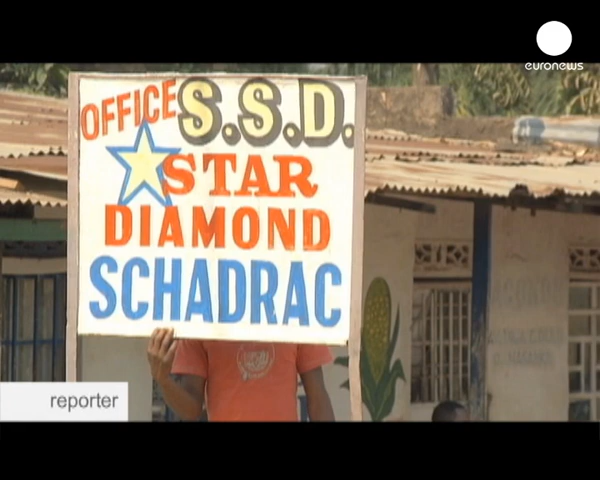 euronews
OFFICE S.S.D.
STAR
DIAMOND
SCHADRAC
reporter